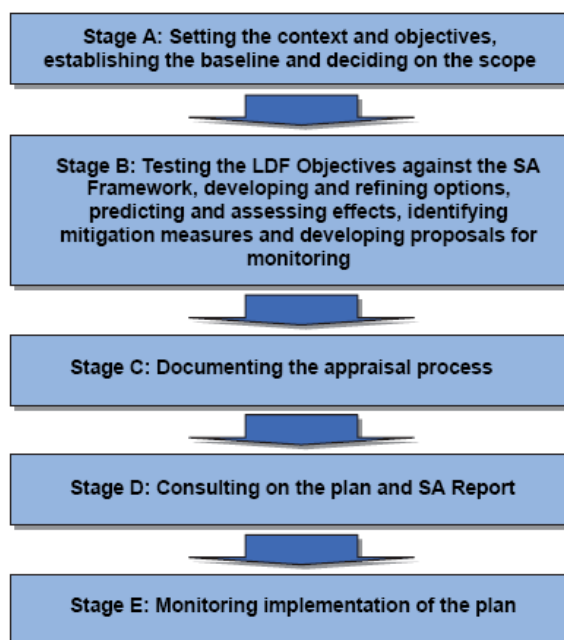 Stage A: Setting the context and objectives,
establishing the baseline and deciding on the scope
Stage B: Testing the LDF Objectives against the SA
Framework, developing and refining options,
predicting and assessing effects, identifying
mitigation measures and developing proposals for
monitoring
Stage C: Documenting the appraisal process
Stage D: Consulting on the plan and SA Report
Stage E: Monitoring implementation of the plan